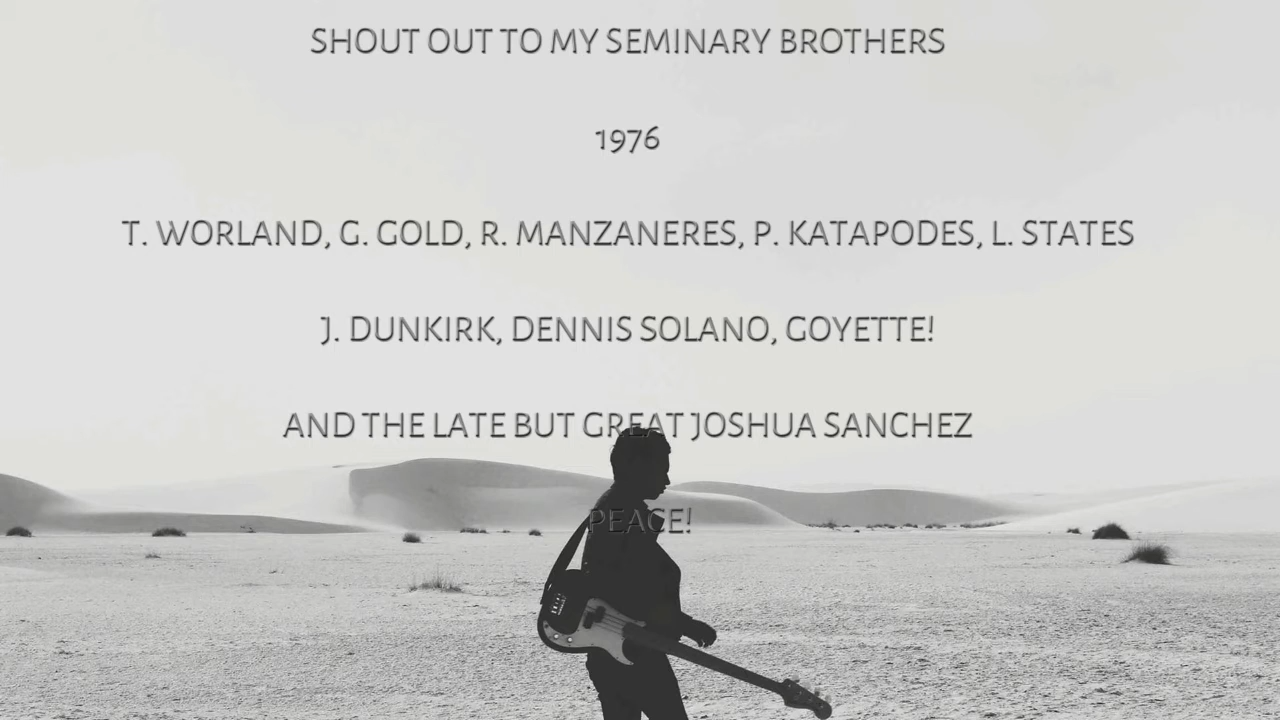 SHOUT OUT TO MY SEMINARY BROTHERS
1976
T. WORLAND, G. GOLD, R. MANZANERES, P. KATAPODES, L. STATES
J. DUNKIRK, DENNIS SOLANO, GOYETTE!
AND THE LATE BUT GREAT JOSHUA SANCHEZ
PEACE!